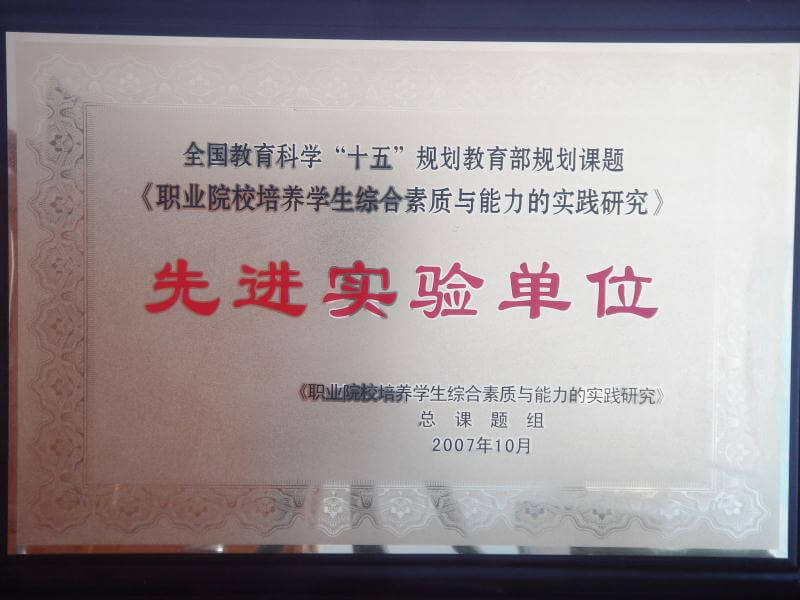 全国教育科学“十五”规划教育部规划课题
《职业院校培养学生综合素质与能力的实践研究》
先进实验单位
《职业院校培养学生综合素质与能力的实践研究》
总课题组
2007年10月